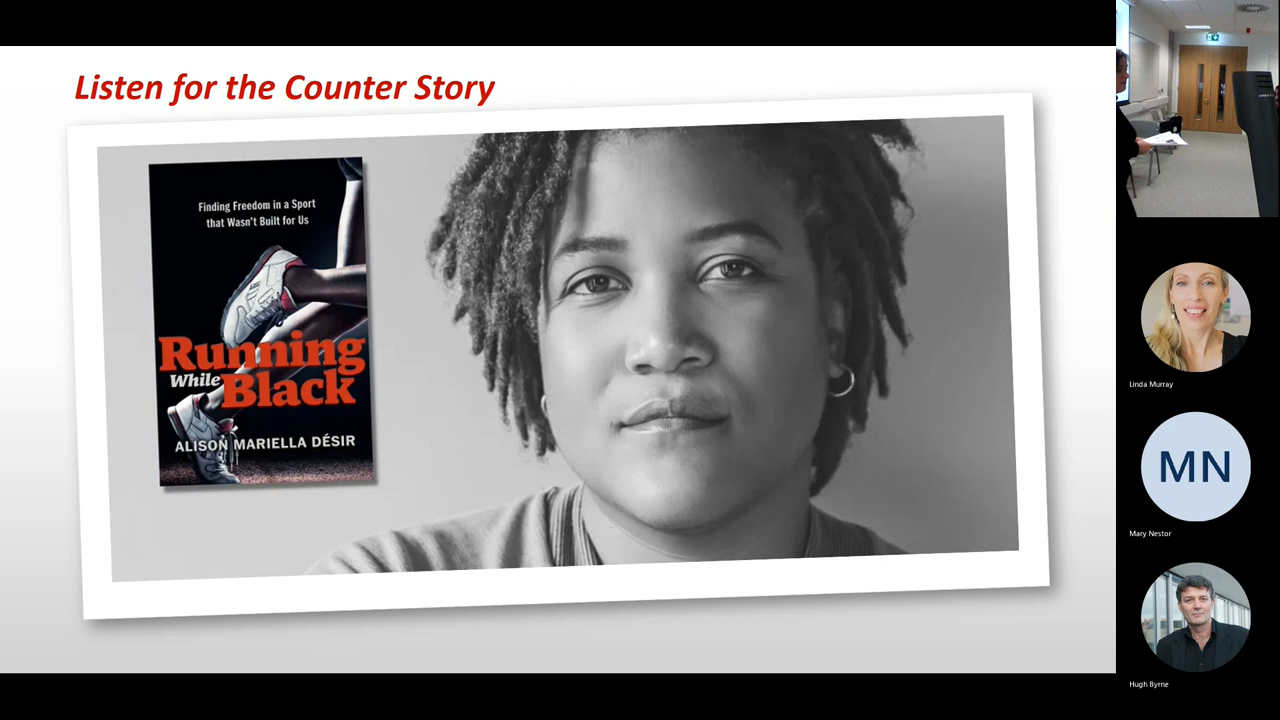 Listen for the Counter Story
Finding Freedom in a Sport
that Wasn't Built for Us
Running
While Black
ALISON MARIELLA DÉSIR
Linda Murray
MN
Mary Nestor
Hugh Byrne